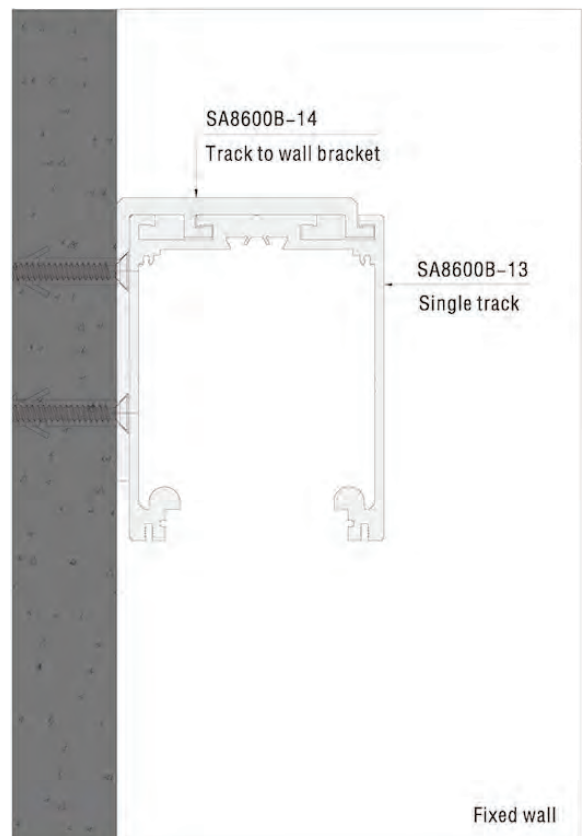 SA8600B-14
Track to wall bracket
SA8600B-13
Single track
Fixed wall